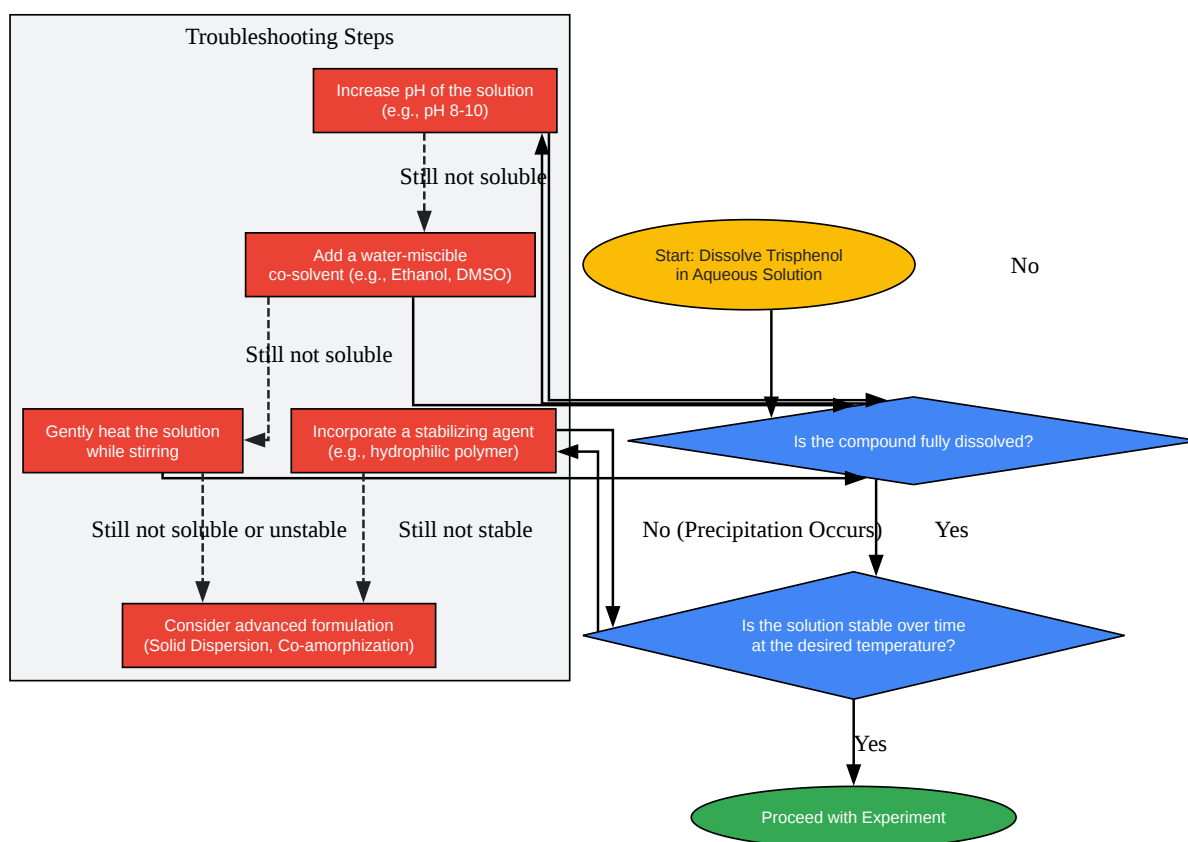 Troubleshooting Steps
Increase pH of the solution
(e.g., pH 8-10)
Still not soluble
Add a water-miscible
co-solvent (e.g., Ethanol, DMSO)
Start: Dissolve Trisphenol
in Aqueous Solution
No
Still not soluble
Gently heat the solution
while stirring
Incorporate a stabilizing agent
(e.g., hydrophilic polymer)
Is the compound fully dissolved?
Still not soluble or unstable
Still not stable
No (Precipitation Occurs)
Yes
Consider advanced formulation
(Solid Dispersion, Co-amorphization)
Is the solution stable over time
at the desired temperature?
Yes
Proceed with Experiment